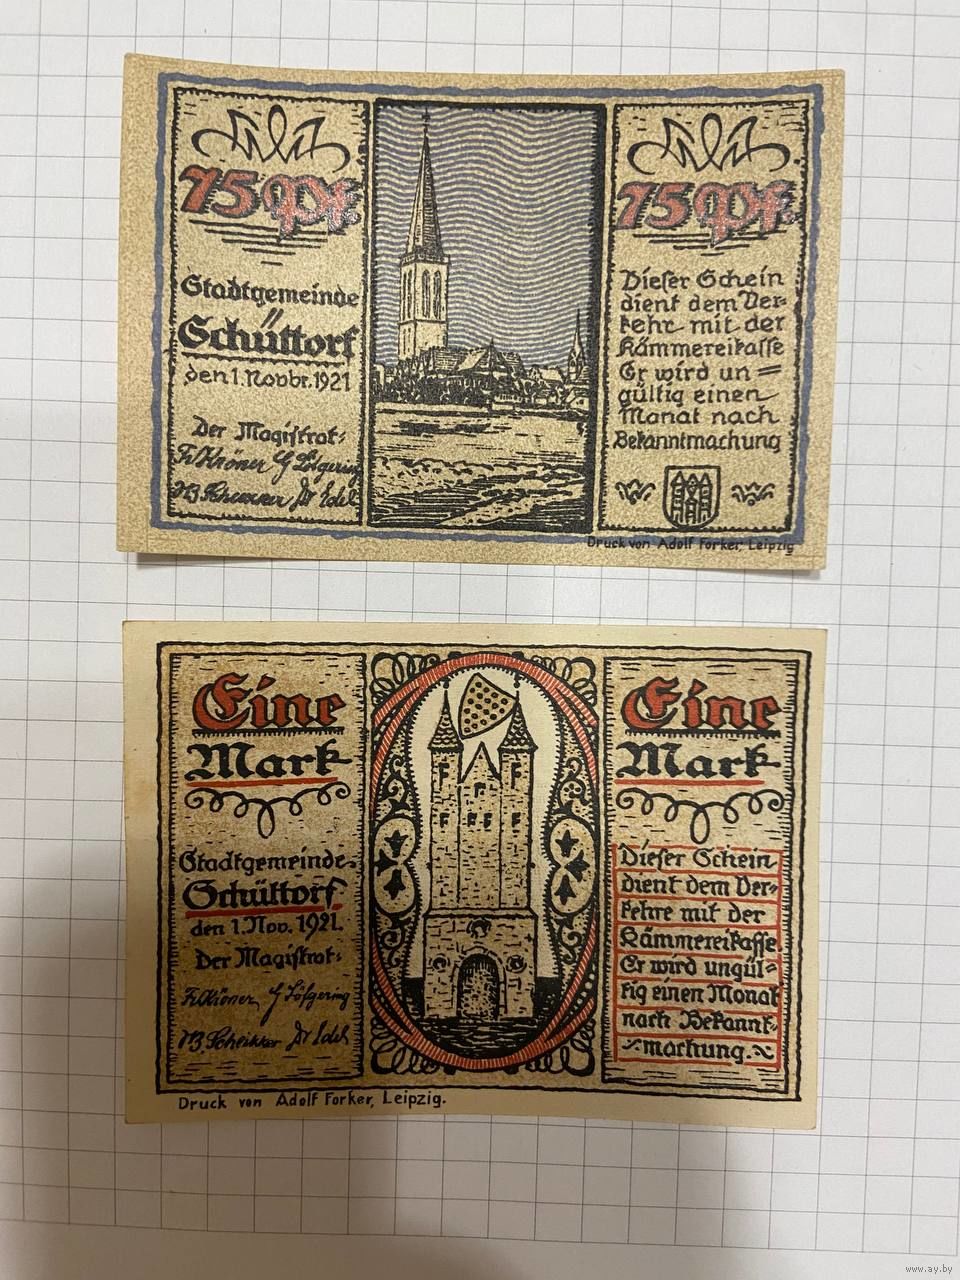 75 Pf.
Stadtgemeinde
Schüttorf
den 1. Novbr. 1921
Der Magistrat:
75 Pf.
Dieser Schein
dient dem Ver-
kehr mit der
Kämmereikasse
Er wird un=
gültig einen
Monat nach
Bekanntmachung
Druck von Adolf Forker, Leipzig
Eine
Mark
Stadtgemeinde
Schüttorf
den 1. Nov. 1921.
Der Magistrat:
Eine
Mark
Dieser Schein
dient dem Ver=
kehre mit der
Kämmereikasse.
Er wird ungül=
tig einen Monat
nach Bekannt-
machung.
Druck von Adolf Forker, Leipzig.
www.ay.by